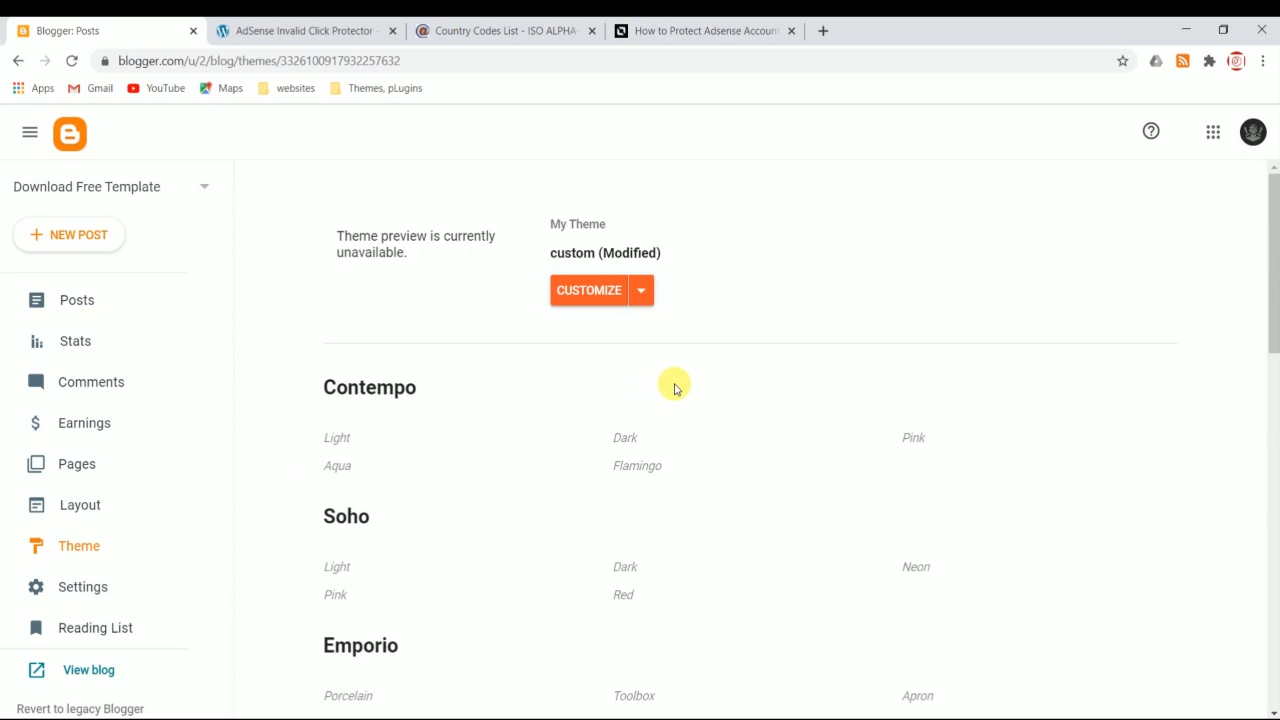 Blogger: Posts
AdSense Invalid Click Protector -
Country Codes List - ISO ALPHA-
How to Protect Adsense Account
blogger.com/u/2/blog/themes/3326100917932257632
Apps Gmail YouTube Maps websites Themes, pLugins
Download Free Template
NEW POST
Posts
Stats
Comments
Earnings
Pages
Layout
Theme
Settings
Reading List
View blog
Revert to legacy Blogger
Theme preview is currently
unavailable.
My Theme
custom (Modified)
CUSTOMIZE
Contempo
Light Dark Pink
Aqua Flamingo
Soho
Light Dark Neon
Pink Red
Emporio
Porcelain Toolbox Apron